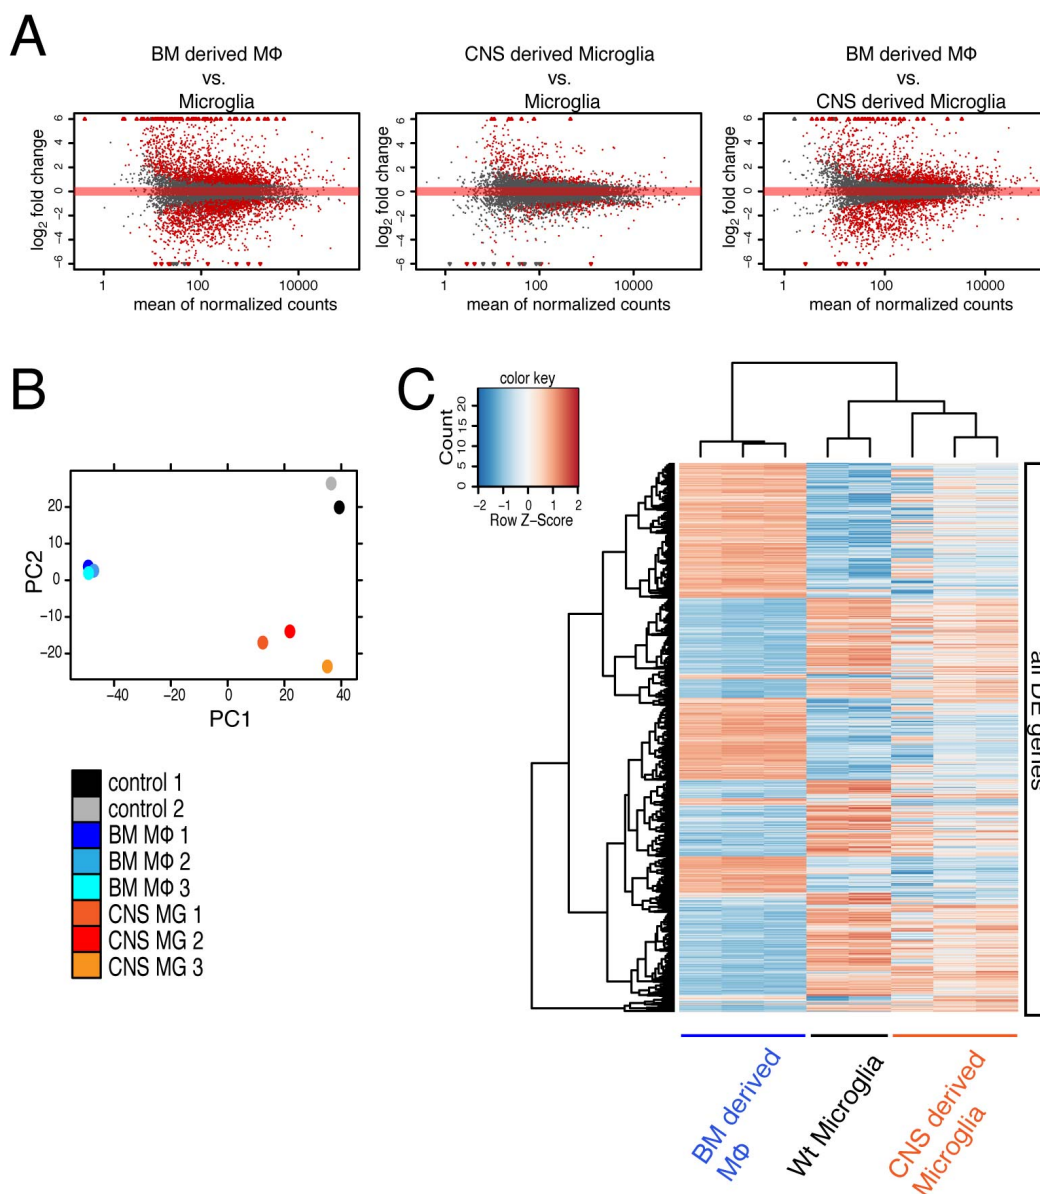 A
BM derived MΦ
vs.
Microglia
CNS derived Microglia
vs.
Microglia
BM derived MΦ
vs.
CNS derived Microglia
log2 fold change
6
4
2
0
−2
−4
−6
1
100
10000
mean of normalized counts
log2 fold change
6
4
2
0
−2
−4
−6
1
100
10000
mean of normalized counts
log2 fold change
6
4
2
0
−2
−4
−6
1
100
10000
mean of normalized counts
B
PC2
20
10
0
−10
−20
−40
−20
0
20
40
PC1
control 1
control 2
BM MΦ 1
BM MΦ 2
BM MΦ 3
CNS MG 1
CNS MG 2
CNS MG 3
C
color key
Count
0 5 10 15 20
−2 −1 0 1 2
Row Z−Score
all DE genes
BM derived
MΦ
Wt Microglia
CNS derived
Microglia